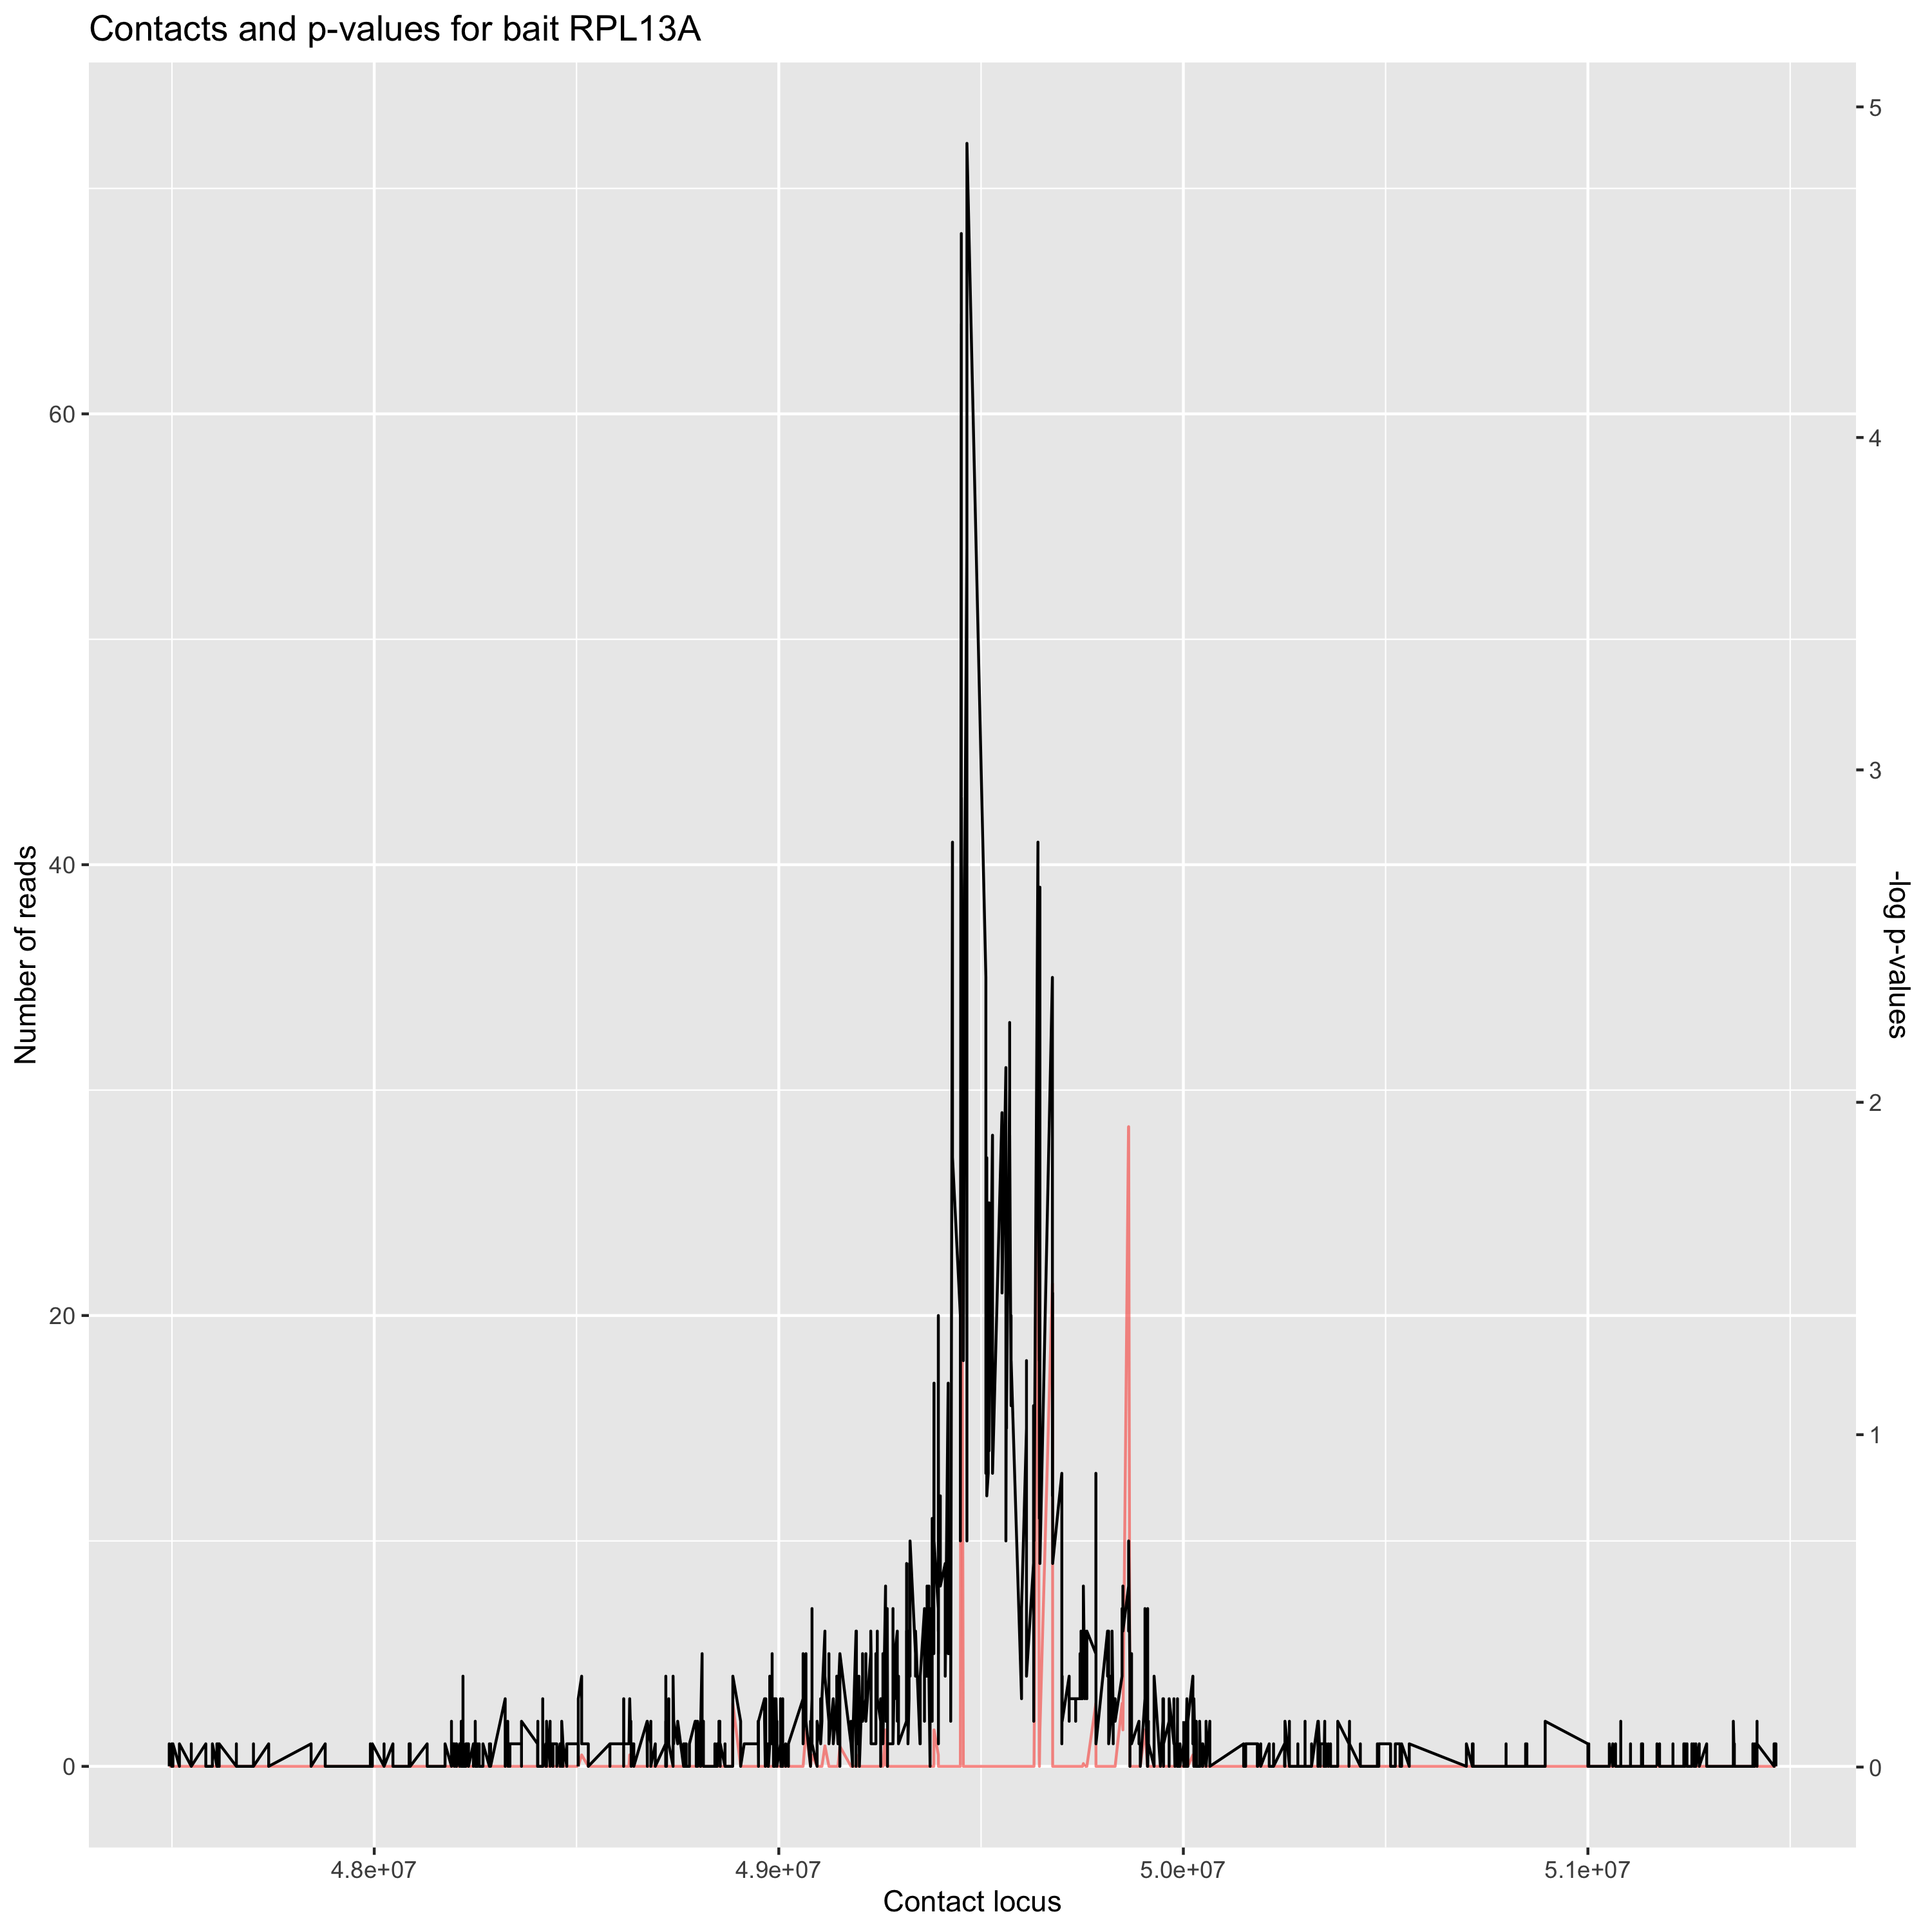 Contacts and p-values for bait RPL13A
5
60
4
3
40
Number of reads
-log p-values
2
20
1
0
0
4.8e+07 4.9e+07 5.0e+07 5.1e+07
Contact locus